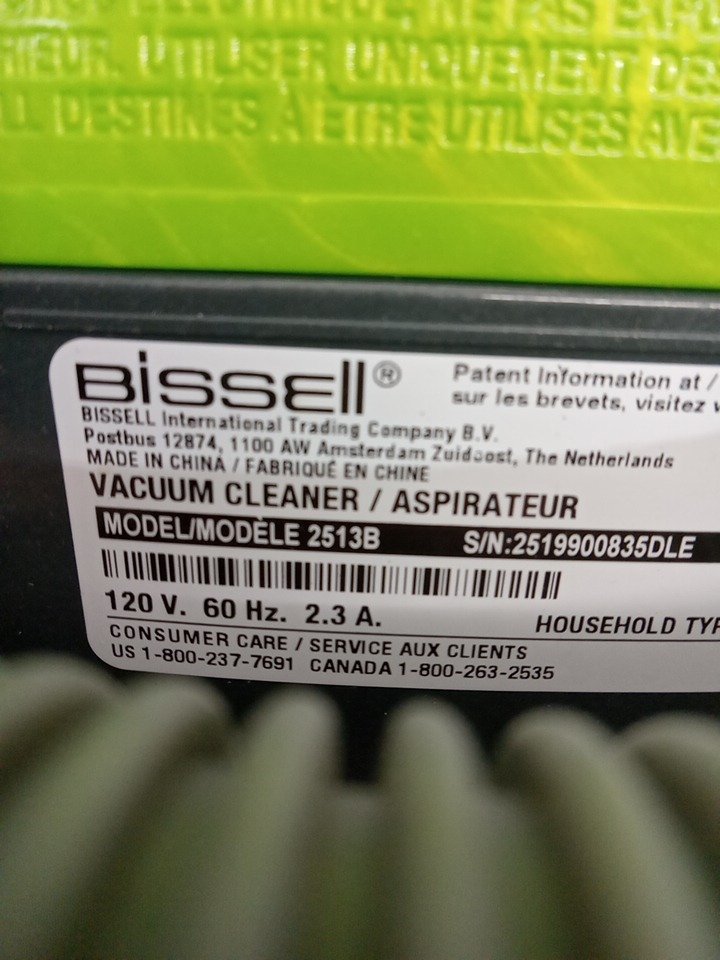 ÉLECTRIQUE, NE PAS
UTILISER UNIQUEMENT
DESTINÉS À ÊTRE UTILISÉS
BISSELL®
Patent Information at /
sur les brevets, visitez
BISSELL International Trading Company B.V.
Postbus 12874, 1100 AW Amsterdam Zuidoost, The Netherlands
MADE IN CHINA / FABRIQUÉ EN CHINE
VACUUM CLEANER / ASPIRATEUR
MODEL/MODÈLE 2513B S/N:2519900835DLE
120 V. 60 Hz. 2.3 A. HOUSEHOLD
CONSUMER CARE / SERVICE AUX CLIENTS
US 1-800-237-7691 CANADA 1-800-263-2535